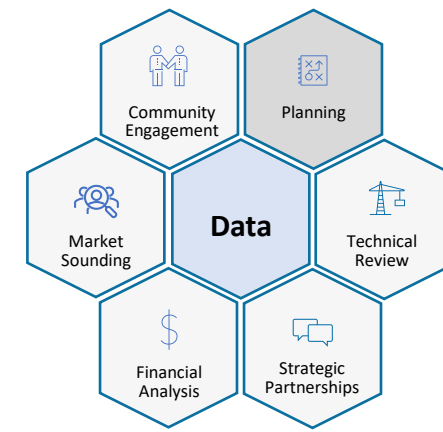 Community
Engagement
Planning
Market
Sounding
Data
Technical
Review
Financial
Analysis
Strategic
Partnerships